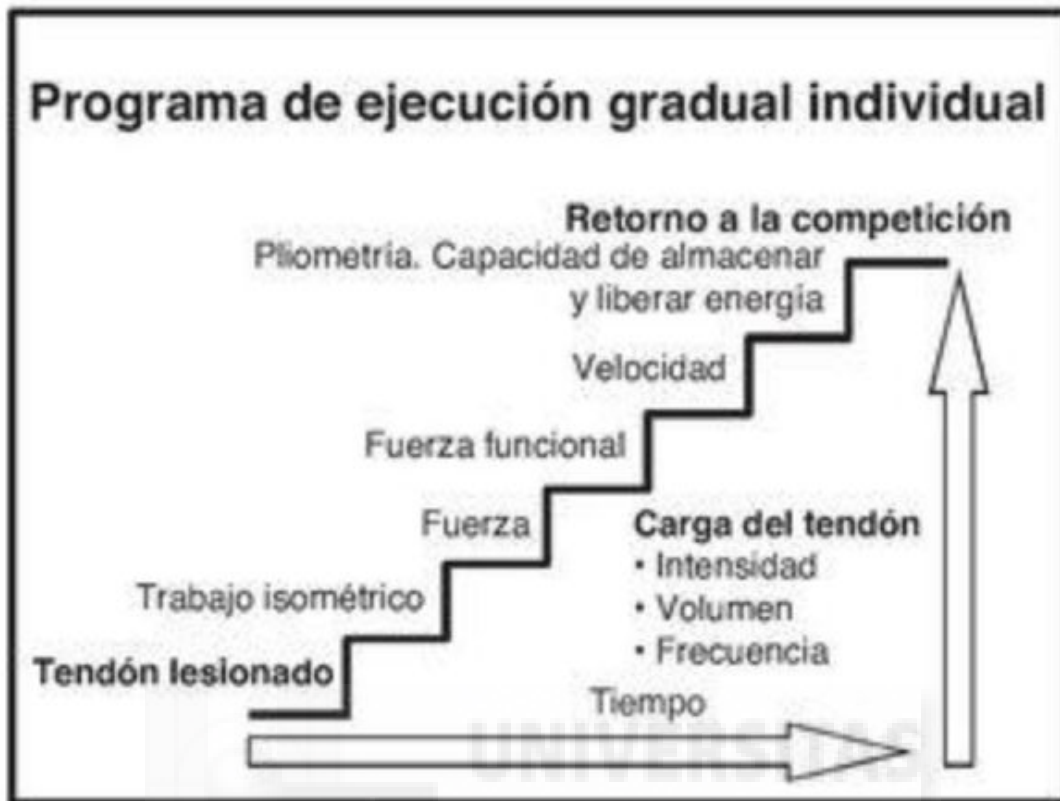 Programa de ejecución gradual individual
Retorno a la competición
Pliometría. Capacidad de almacenar
y liberar energía
Velocidad
Fuerza funcional
Fuerza
Carga del tendón
• Intensidad
• Volumen
• Frecuencia
Trabajo isométrico
Tendón lesionado
Tiempo
UNIVERSITAS